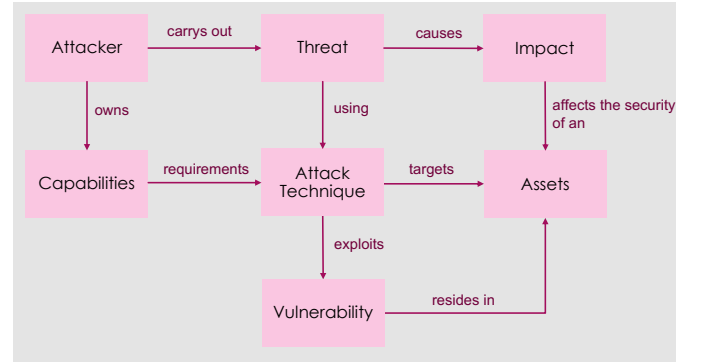 Attacker
carrys out
Threat
causes
Impact
owns
using
affects the security
of an
Capabilities
requirements
Attack
Technique
targets
Assets
exploits
Vulnerability
resides in